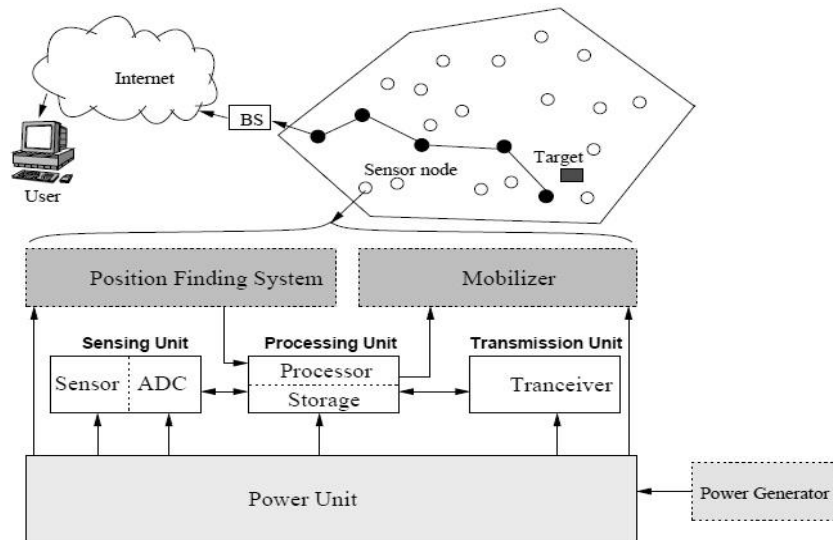 Internet
BS
User
Sensor node
Target
Position Finding System
Mobilizer
Sensing Unit
Processing Unit
Transmission Unit
Sensor
ADC
Processor
Storage
Tranceiver
Power Unit
Power Generator